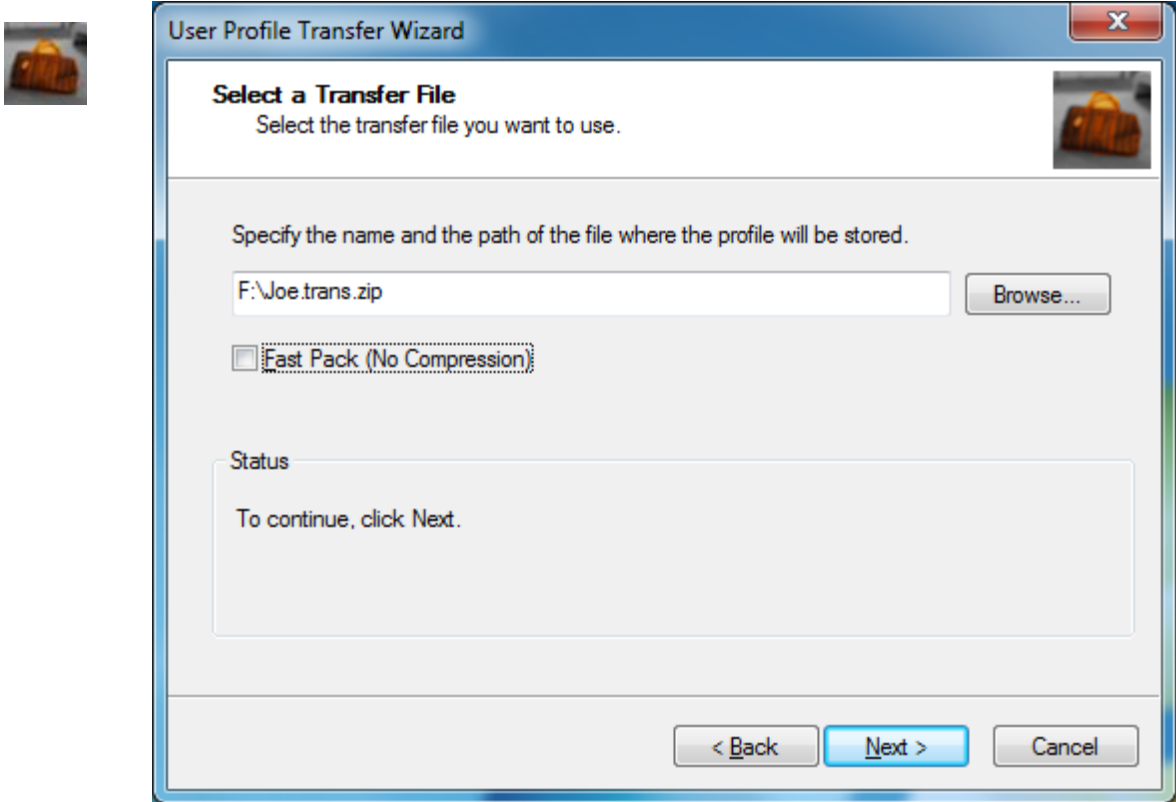 User Profile Transfer Wizard
Select a Transfer File
Select the transfer file you want to use.
Specify the name and the path of the file where the profile will be stored.
F:\Joe.trans.zip
Browse...
Fast Pack (No Compression)
Status
To continue, click Next.
< Back
Next >
Cancel